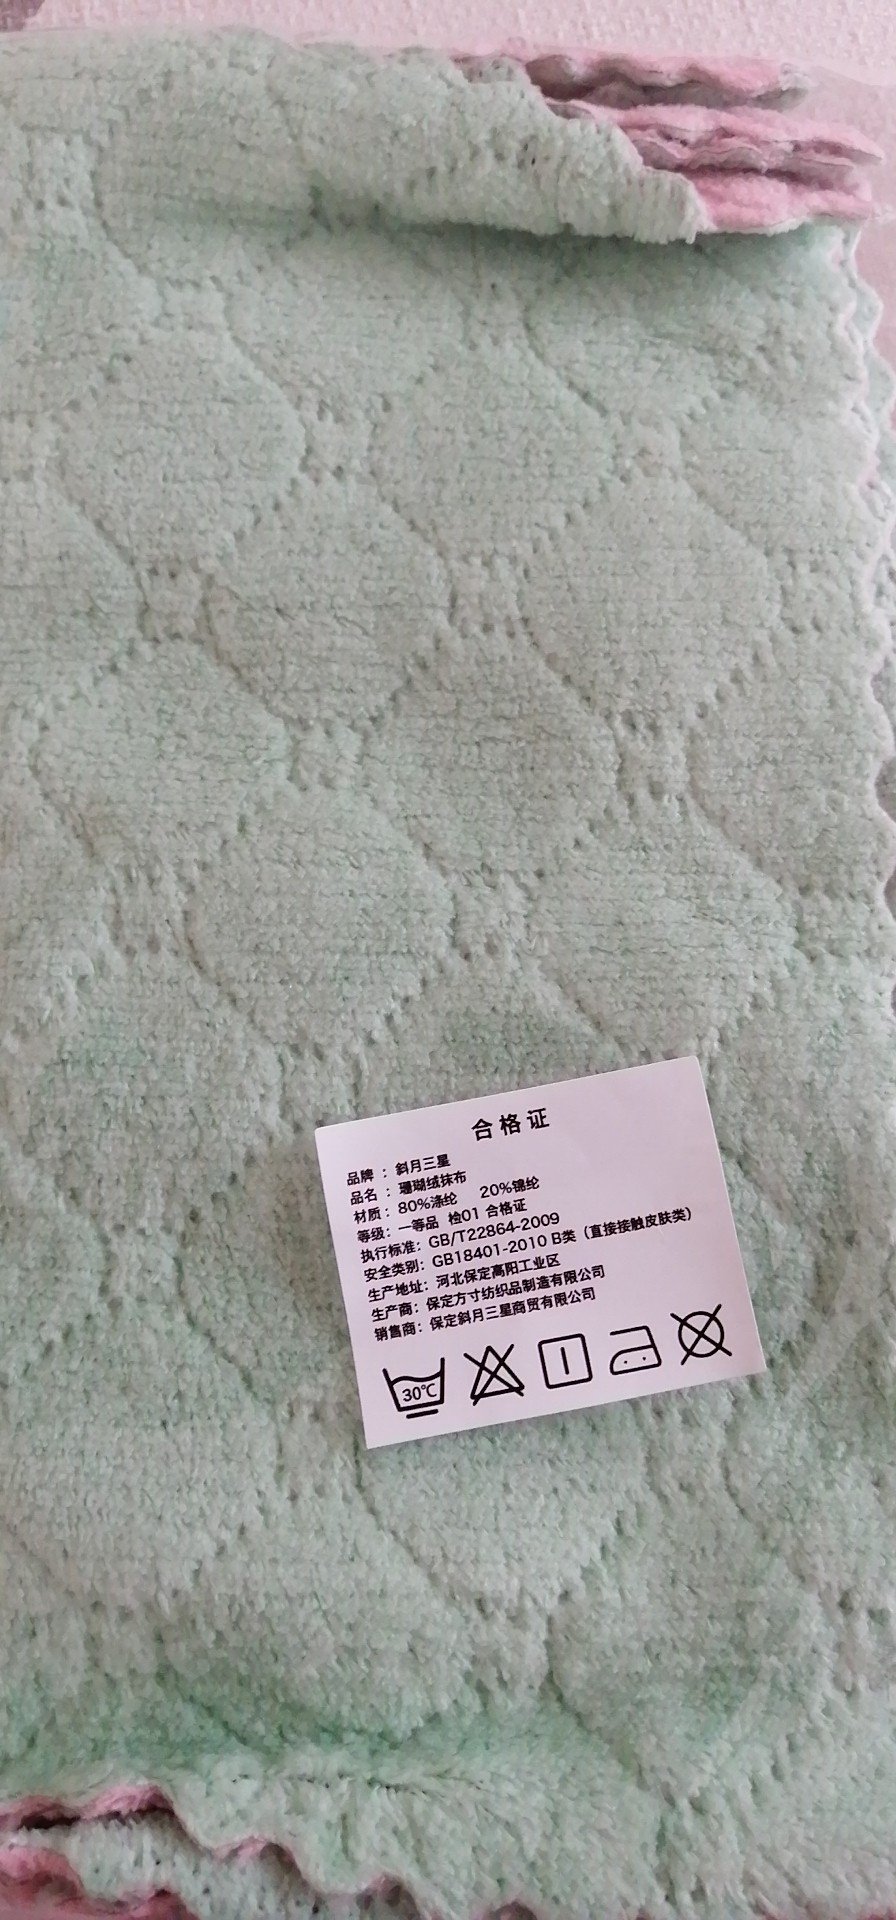 合格证
品牌：斜月三星
品名：珊瑚绒抹布
材质：80%涤纶 20%锦纶
等级：一等品 检01 合格证
执行标准：GB/T22864-2009
安全类别：GB18401-2010 B类（直接接触皮肤类）
生产地址：河北保定高阳工业区
生产商：保定方寸纺织品制造有限公司
销售商：保定斜月三星商贸有限公司
30℃